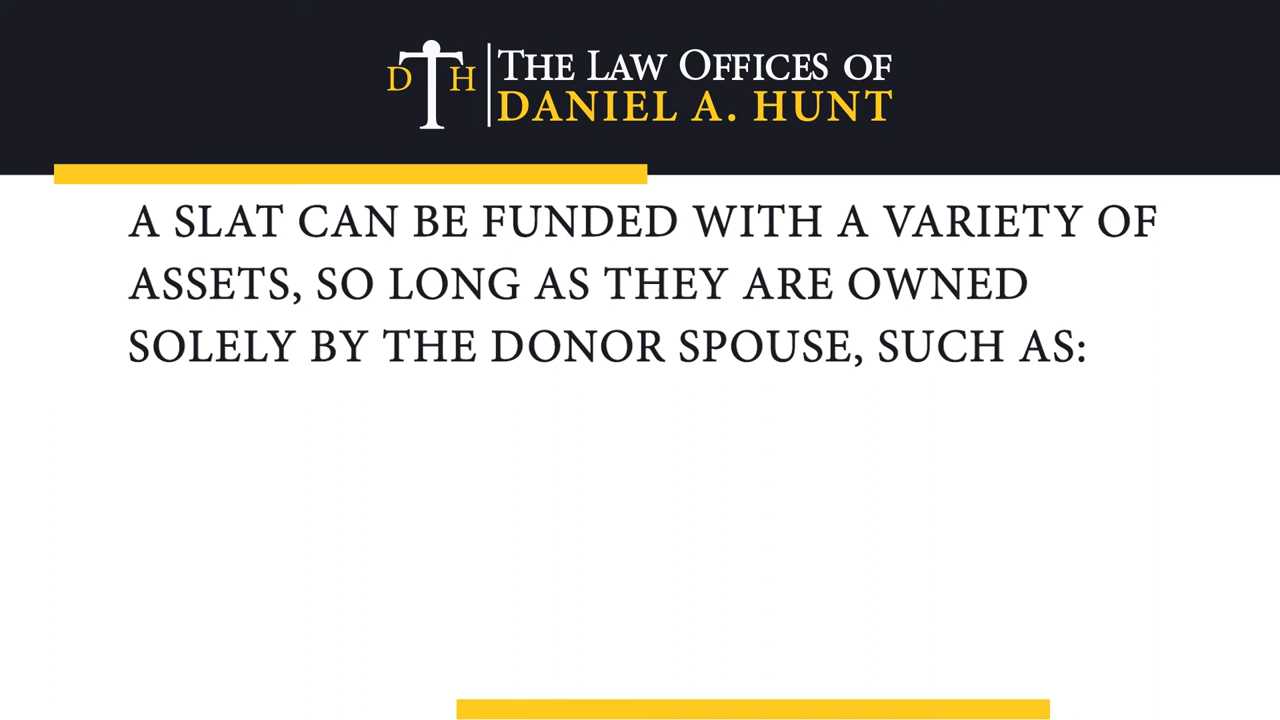 D H
THE LAW OFFICES OF
DANIEL A. HUNT
A SLAT CAN BE FUNDED WITH A VARIETY OF
ASSETS, SO LONG AS THEY ARE OWNED
SOLELY BY THE DONOR SPOUSE, SUCH AS: